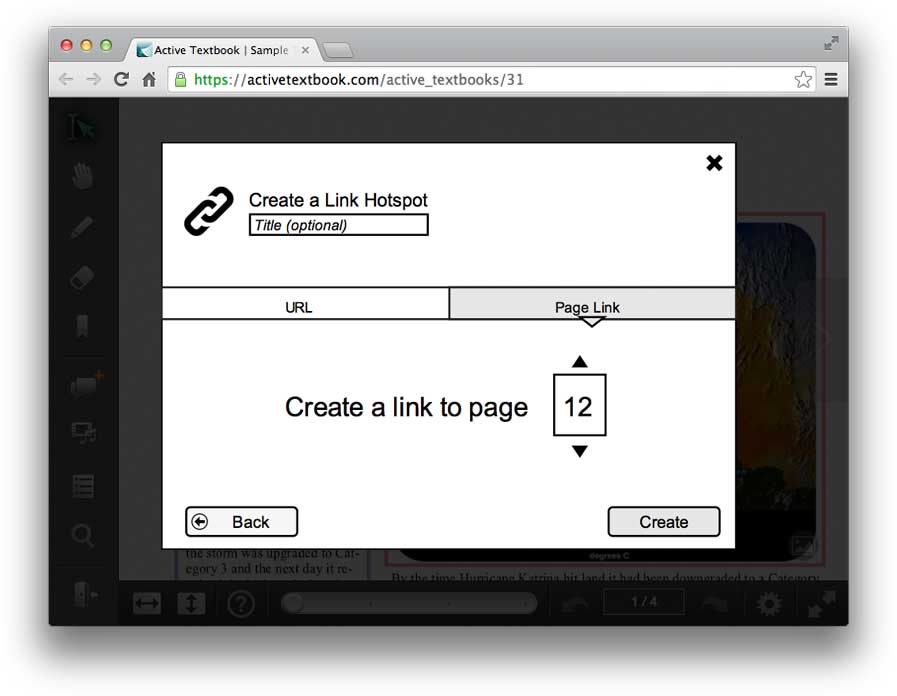 Active Textbook | Sample
https://activetextbook.com/active_textbooks/31
Create a Link Hotspot
Title (optional)
URL
Page Link
Create a link to page
12
Back
Create
degrees C
the storm was upgraded to Cat-
egory 3 and the next day it re-
By the time Hurricane Katrina hit land it had been downgraded to a Category
1 / 4